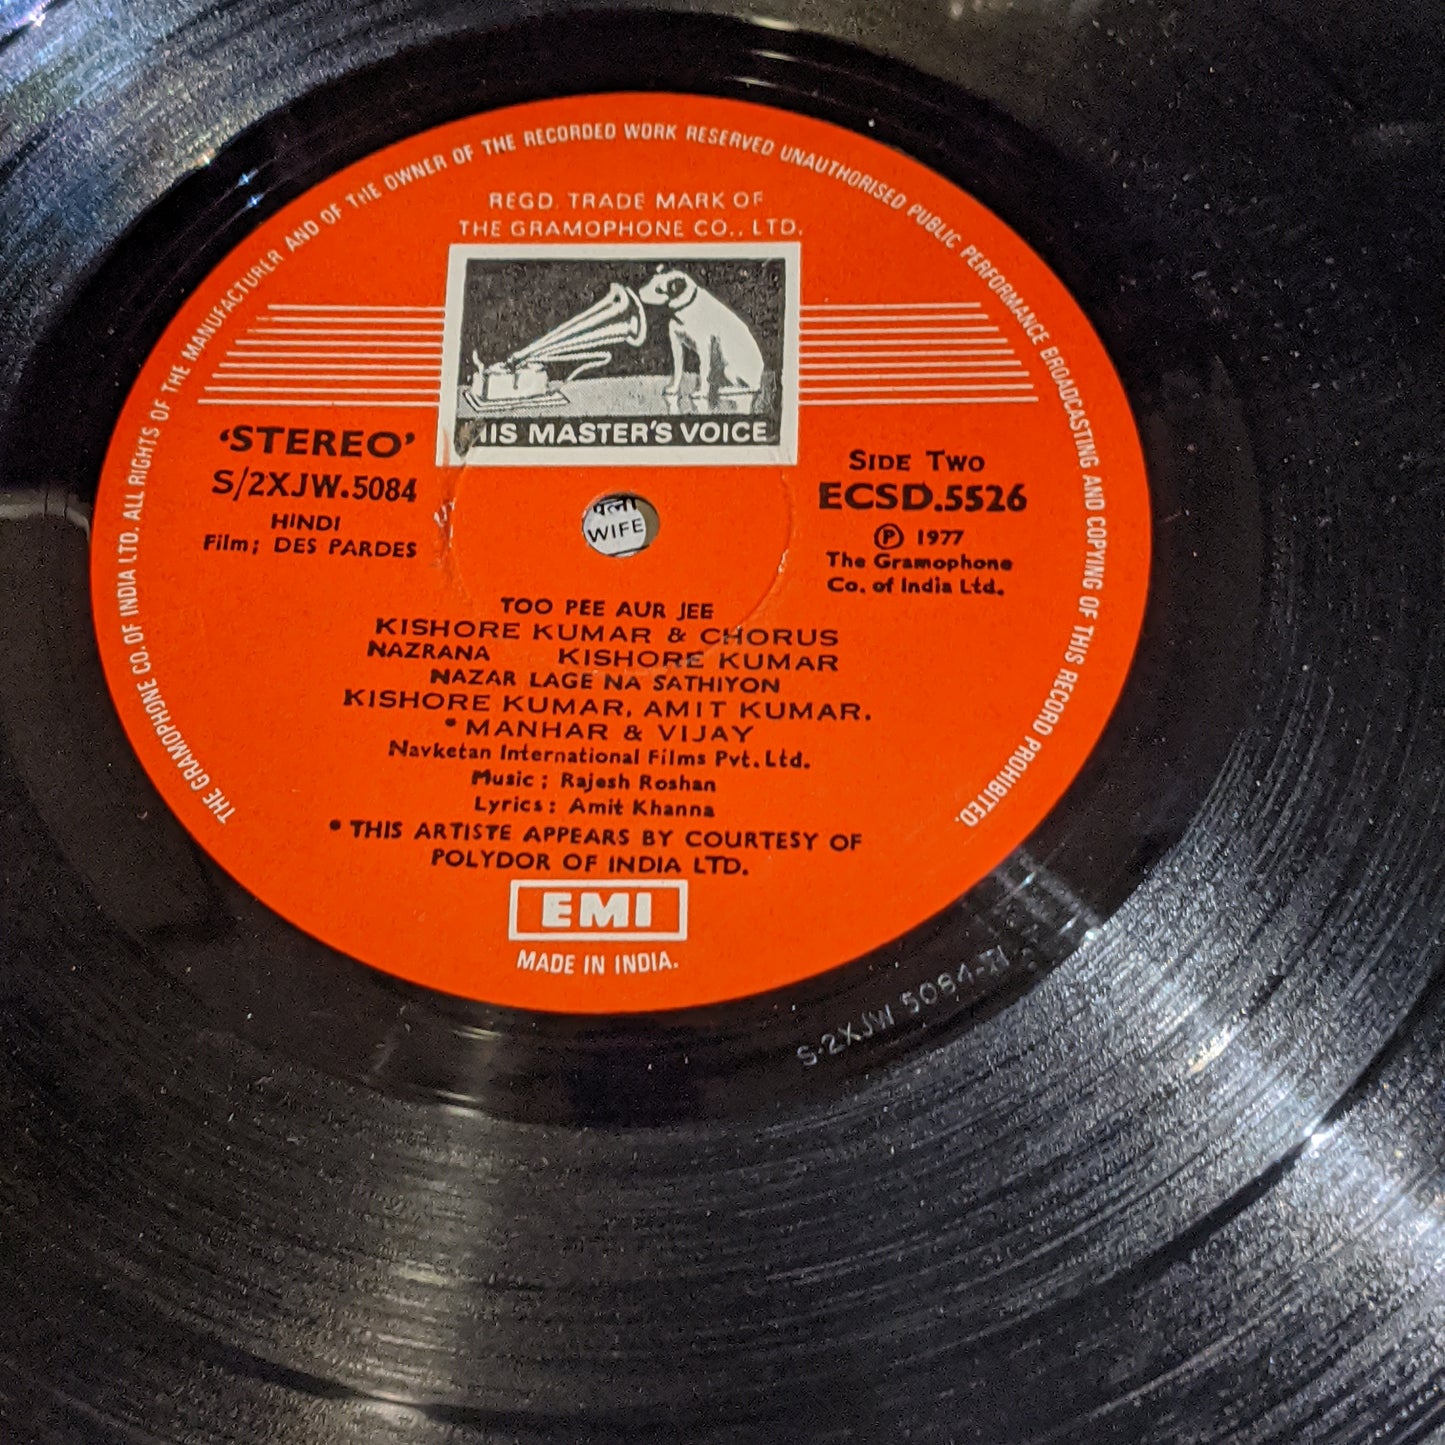 THE GRAMOPHONE CO. OF INDIA LTD. ALL RIGHTS OF THE MANUFACTURER AND OF THE OWNER OF THE RECORDED WORK RESERVED UNAUTHORISED PUBLIC PERFORMANCE BROADCASTING AND COPYING OF THIS RECORD PROHIBITED.
REGD. TRADE MARK OF
THE GRAMOPHONE CO., LTD.
HIS MASTER'S VOICE
'STEREO'
S/2XJW.5084
HINDI
Film; DES PARDES
SIDE TWO
ECSD.5526
Ⓟ 1977
The Gramophone
Co. of India Ltd.
पत्नी
WIFE
TOO PEE AUR JEE
KISHORE KUMAR & CHORUS
NAZRANA KISHORE KUMAR
NAZAR LAGE NA SATHIYON
KISHORE KUMAR, AMIT KUMAR,
*MANHAR & VIJAY
Navketan International Films Pvt. Ltd.
Music: Rajesh Roshan
Lyrics: Amit Khanna
*THIS ARTISTE APPEARS BY COURTESY OF
POLYDOR OF INDIA LTD.
EMI
MADE IN INDIA.